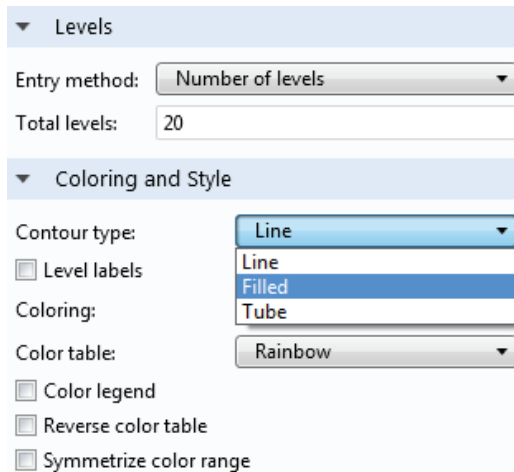 Levels
Entry method: Number of levels
Total levels: 20
Coloring and Style
Contour type: Line
Line
Level labels
Filled
Coloring:
Tube
Color table: Rainbow
Color legend
Reverse color table
Symmetrize color range